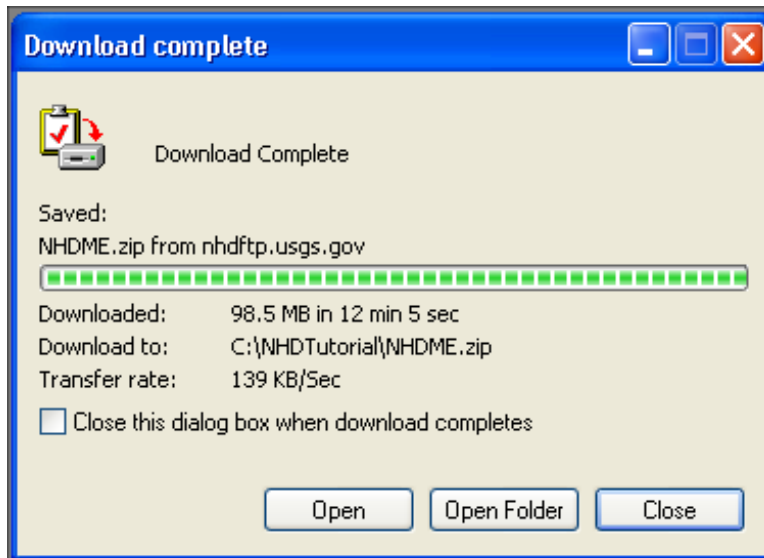 Download complete
Download Complete
Saved:
NHDME.zip from nhdftp.usgs.gov
Downloaded: 98.5 MB in 12 min 5 sec
Download to: C:\NHDTutorial\NHDME.zip
Transfer rate: 139 KB/Sec
Close this dialog box when download completes
Open Open Folder Close